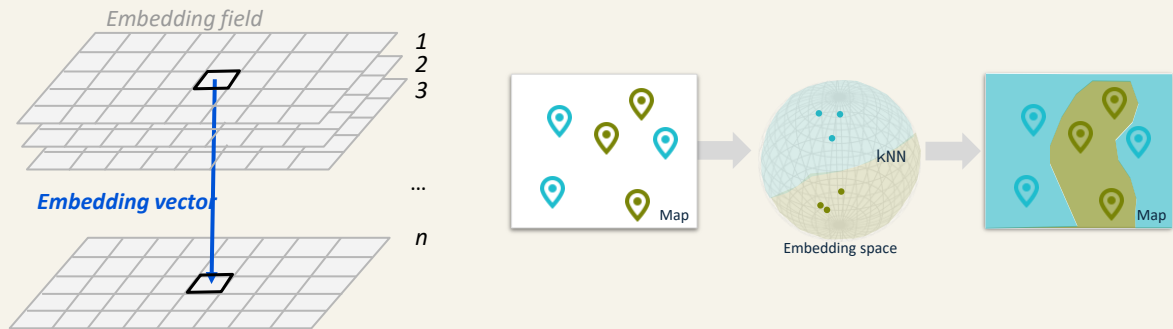 Embedding field
1
2
3
...
Embedding vector
n
Map
kNN
Embedding space
Map